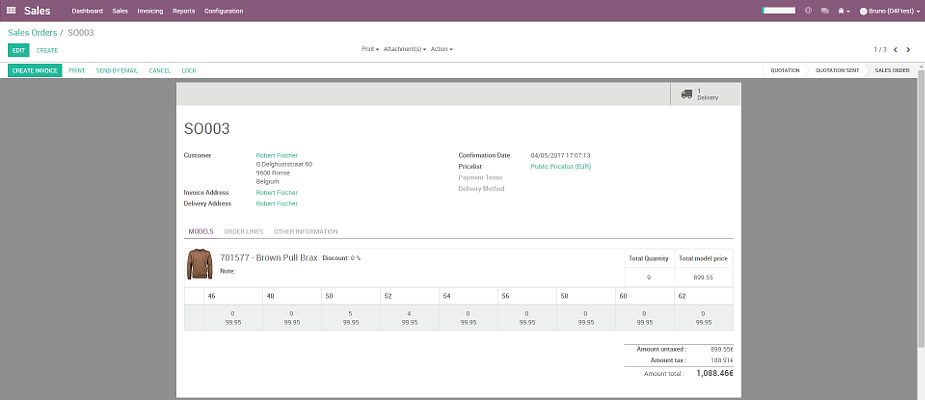 Sales Dashboard Sales Invoicing Reports Configuration @ Bruno (O4Ftest)
Sales Orders / SO003
EDIT CREATE Print Attachment(s) Action 1 / 3
CREATE INVOICE PRINT SEND BY EMAIL CANCEL LOCK QUOTATION QUOTATION SENT SALES ORDER
1
Delivery
SO003
Customer Robert Fischer Confirmation Date 04/05/2017 17:07:13
O.Delghuststraat 60 Pricelist Public Pricelist (EUR)
9600 Ronse Payment Terms
Belgium Delivery Method
Invoice Address Robert Fischer
Delivery Address Robert Fischer
MODELS ORDER LINES OTHER INFORMATION
701577 - Brown Pull Brax Discount: 0 % Total Quantity Total model price
Note: 9 899.55
46 48 50 52 54 56 58 60 62
0 0 5 4 0 0 0 0 0
99.95 99.95 99.95 99.95 99.95 99.95 99.95 99.95 99.95
Amount untaxed : 899.55€
Amount tax : 188.91€
Amount total : 1,088.46€